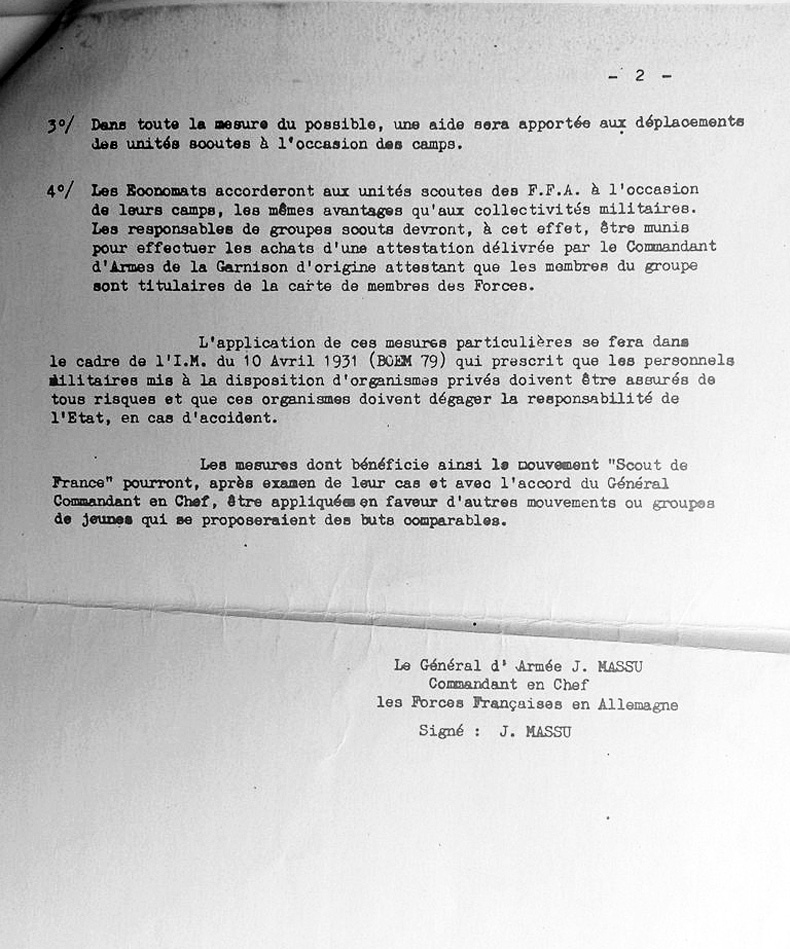 - 2 -
3°/ Dans toute la mesure du possible, une aide sera apportée aux déplacements
des unités scoutes à l'occasion des camps.
4°/ Les Economats accorderont aux unités scoutes des F.F.A. à l'occasion
de leurs camps, les mêmes avantages qu'aux collectivités militaires.
Les responsables de groupes scouts devront, à cet effet, être munis
pour effectuer les achats d'une attestation délivrée par le Commandant
d'Armes de la Garnison d'origine attestant que les membres du groupe
sont titulaires de la carte de membres des Forces.
L'application de ces mesures particulières se fera dans
le cadre de l'I.M. du 10 Avril 1931 (BOEM 79) qui prescrit que les personnels
militaires mis à la disposition d'organismes privés doivent être assurés de
tous risques et que ces organismes doivent dégager la responsabilité de
l'Etat, en cas d'accident.
Les mesures dont bénéficie ainsi le mouvement "Scout de
France" pourront, après examen de leur cas et avec l'accord du Général
Commandant en Chef, être appliquées en faveur d'autres mouvements ou groupes
de jeunes qui se proposeraient des buts comparables.
Le Général d' Armée J. MASSU
Commandant en Chef
les Forces Françaises en Allemagne
Signé : J. MASSU